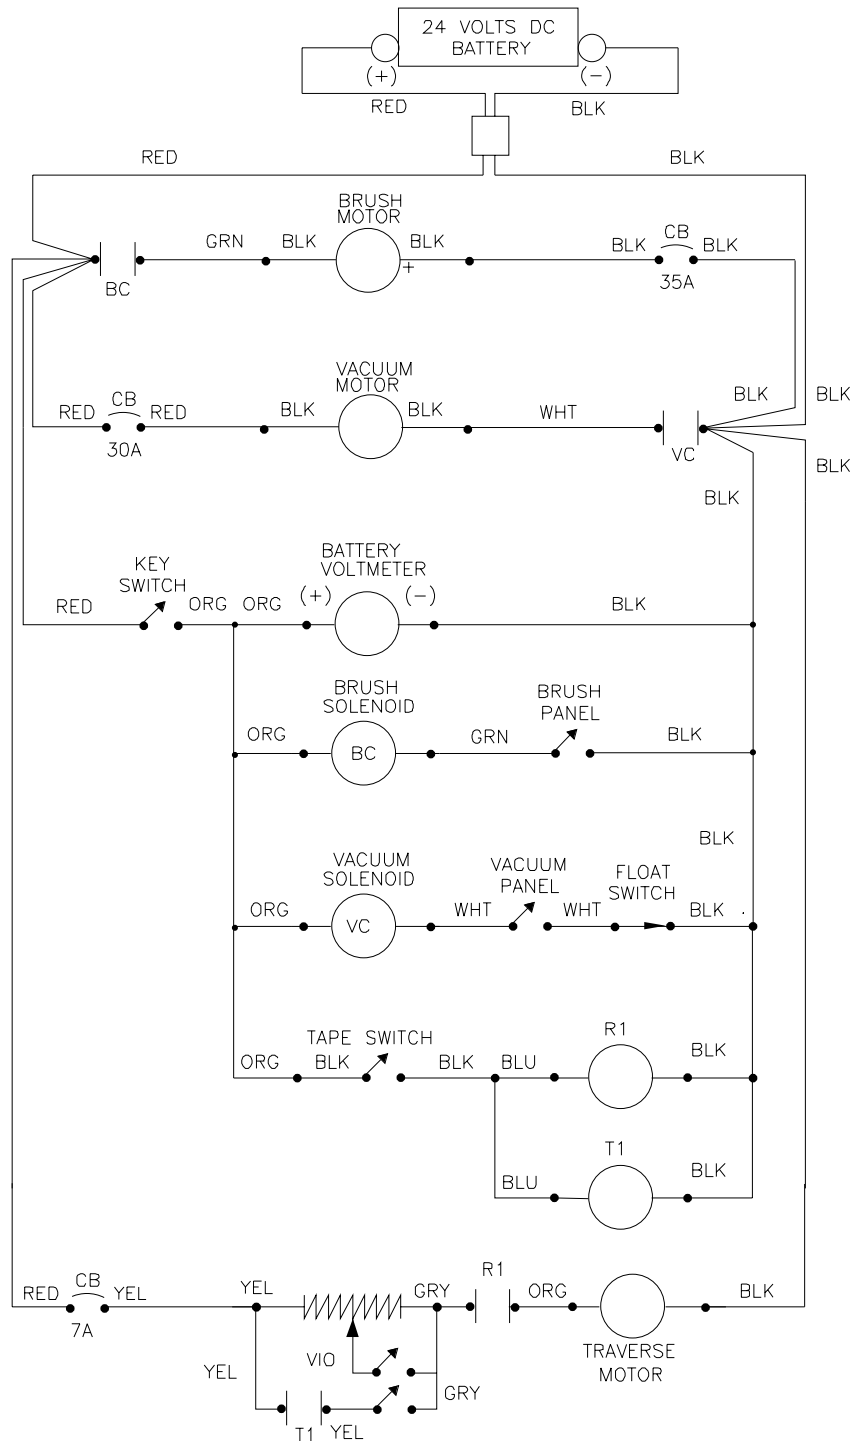 24 VOLTS DC
BATTERY
(+)
(-)
RED
BLK
RED
BLK
BRUSH
MOTOR
GRN
BLK
BLK
BLK
CB
BLK
+
BC
35A
VACUUM
MOTOR
BLK
BLK
RED
CB
RED
BLK
BLK
WHT
30A
VC
BLK
BLK
BATTERY
VOLTMETER
KEY
SWITCH
(+)
(-)
RED
ORG
ORG
BLK
BRUSH
SOLENOID
BRUSH
PANEL
ORG
BC
GRN
BLK
BLK
VACUUM
SOLENOID
VACUUM
PANEL
FLOAT
SWITCH
ORG
VC
WHT
WHT
BLK
TAPE SWITCH
R1
ORG
BLK
BLK
BLU
BLK
T1
BLU
BLK
RED
CB
YEL
YEL
GRY
R1
ORG
BLK
7A
TRAVERSE
MOTOR
VIO
YEL
GRY
T1
YEL